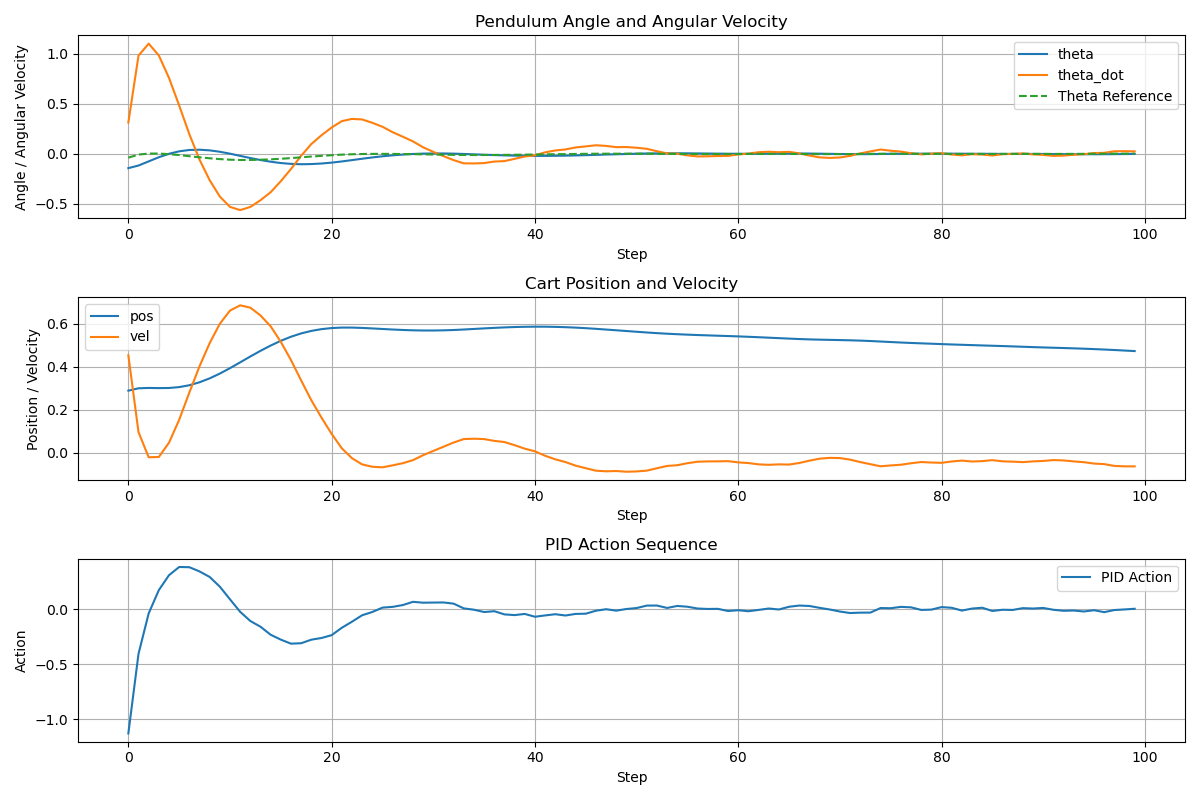 Pendulum Angle and Angular Velocity
Angle / Angular Velocity
1.0
0.5
0.0
−0.5
theta
theta_dot
Theta Reference
0 20 40 60 80 100
Step
Cart Position and Velocity
Position / Velocity
0.6
0.4
0.2
0.0
pos
vel
0 20 40 60 80 100
Step
PID Action Sequence
Action
0.0
−0.5
−1.0
PID Action
0 20 40 60 80 100
Step